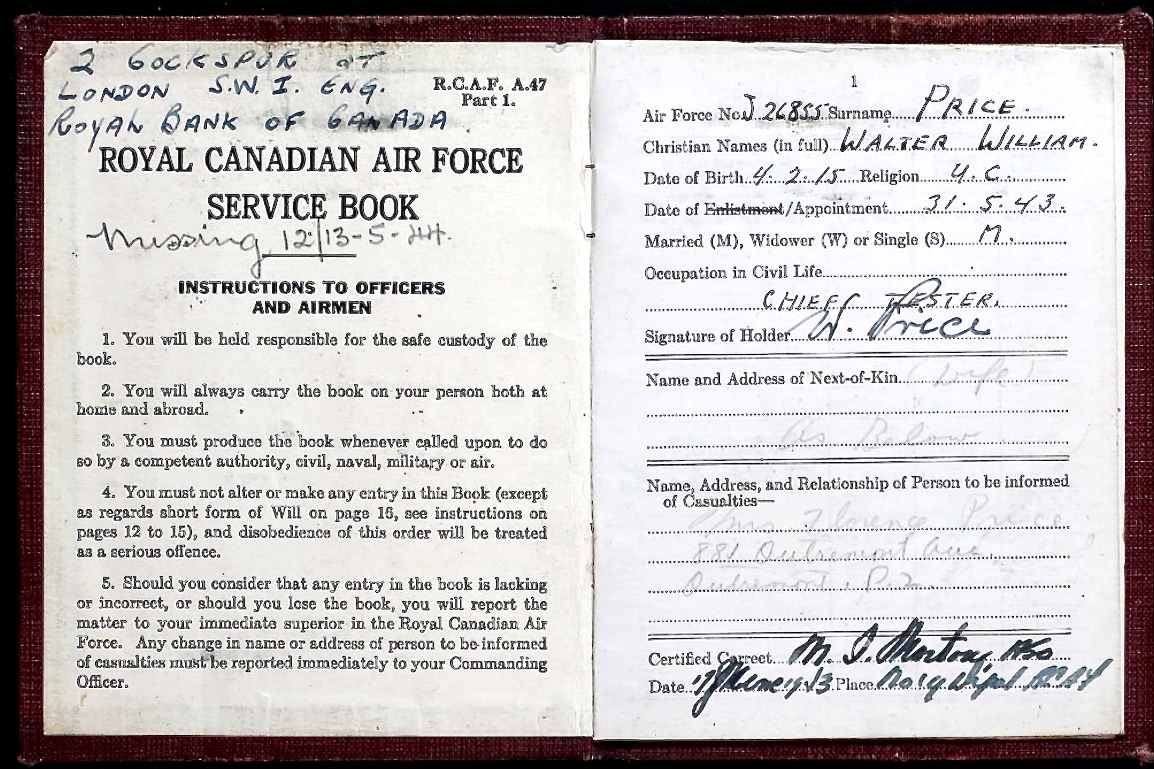 2 COCKSPUR ST
LONDON S.W.I. ENG.
ROYAL BANK OF CANADA
R.C.A.F. A.47
Part 1.
ROYAL CANADIAN AIR FORCE
SERVICE BOOK
Missing 12/13-5-44.
INSTRUCTIONS TO OFFICERS
AND AIRMEN
1. You will be held responsible for the safe custody of the
book.
2. You will always carry the book on your person both at
home and abroad.
3. You must produce the book whenever called upon to do
so by a competent authority, civil, naval, military or air.
4. You must not alter or make any entry in this Book (except
as regards short form of Will on page 16, see instructions on
pages 12 to 15), and disobedience of this order will be treated
as a serious offence.
5. Should you consider that any entry in the book is lacking
or incorrect, or should you lose the book, you will report the
matter to your immediate superior in the Royal Canadian Air
Force. Any change in name or address of person to be informed
of casualties must be reported immediately to your Commanding
Officer.
1
Air Force No. J.26855 Surname PRICE.
Christian Names (in full) WALTER WILLIAM.
Date of Birth 4.2.15 Religion U.C.
Date of Enlistment/Appointment 31.5.43.
Married (M), Widower (W) or Single (S) M.
Occupation in Civil Life
CHIEF TESTER.
Signature of Holder W. Price
Name and Address of Next-of-Kin (wife)
As Below
Name, Address, and Relationship of Person to be informed
of Casualties—
Mrs Florence Price
881 Outremont Ave.
Outremont, P.Q.
Certified Correct M. I.
Date June 1943 Place